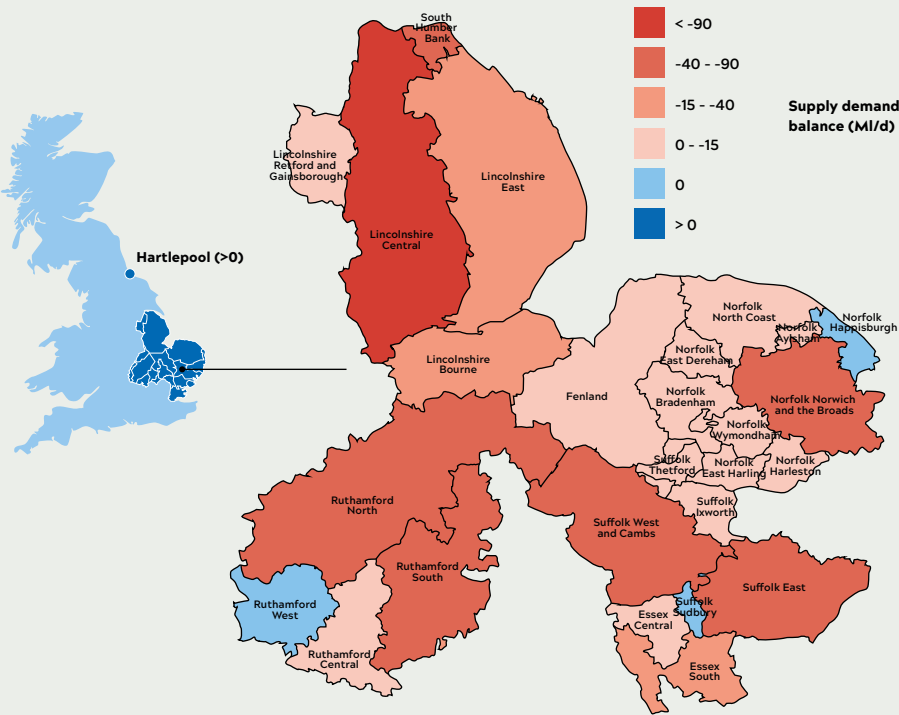 South
Humber
Bank
< -90
-40 - -90
-15 - -40
0 - -15
0
> 0
Supply demand
balance (Ml/d)
Lincolnshire
Retford and
Gainsborough
Lincolnshire
East
Lincolnshire
Central
Hartlepool (>0)
Norfolk
North Coast
Norfolk
Happisburgh
Norfolk
Aylsham
Norfolk
East Dereham
Lincolnshire
Bourne
Fenland
Norfolk
Bradenham
Norfolk Norwich
and the Broads
Norfolk
Wymondham
Suffolk
Thetford
Norfolk
East Harling
Norfolk
Harleston
Ruthamford
North
Suffolk
Ixworth
Suffolk West
and Cambs
Ruthamford
South
Suffolk East
Ruthamford
West
Suffolk
Sudbury
Essex
Central
Ruthamford
Central
Essex
South